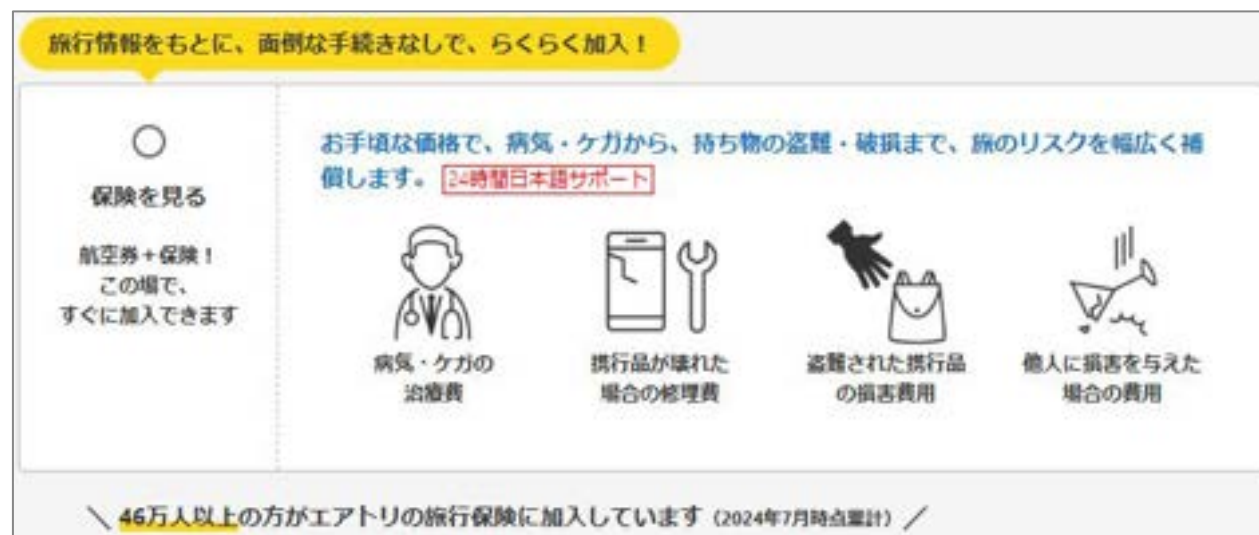 旅行情報をもとに、面倒な手続きなしで、らくらく加入！
保険を見る
航空券＋保険！
この場で、
すぐに加入できます
お手頃な価格で、病気・ケガから、持ち物の盗難・破損まで、旅のリスクを幅広く補
償します。 24時間日本語サポート
病気・ケガの
治療費
携行品が壊れた
場合の修理費
盗難された携行品
の損害費用
他人に損害を与えた
場合の費用
＼ 46万人以上の方がエアトリの旅行保険に加入しています（2024年7月時点累計）／